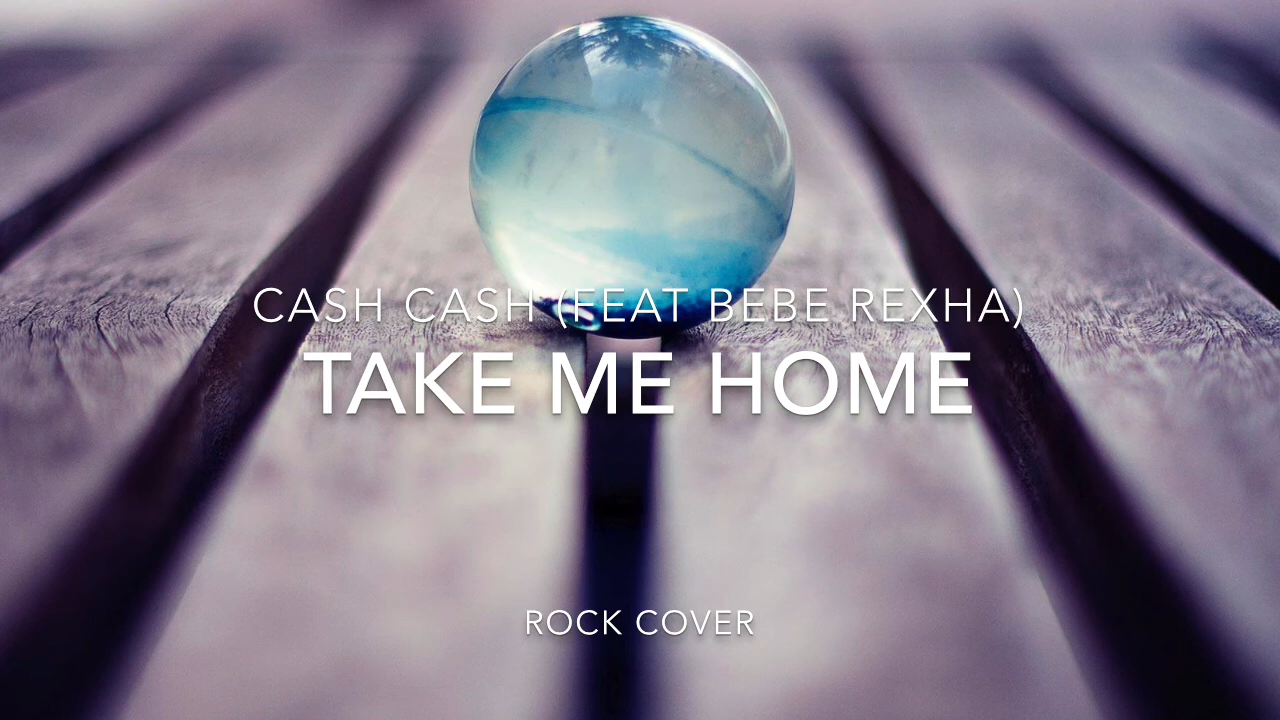 CASH CASH (FEAT BEBE REXHA)
TAKE ME HOME
ROCK COVER